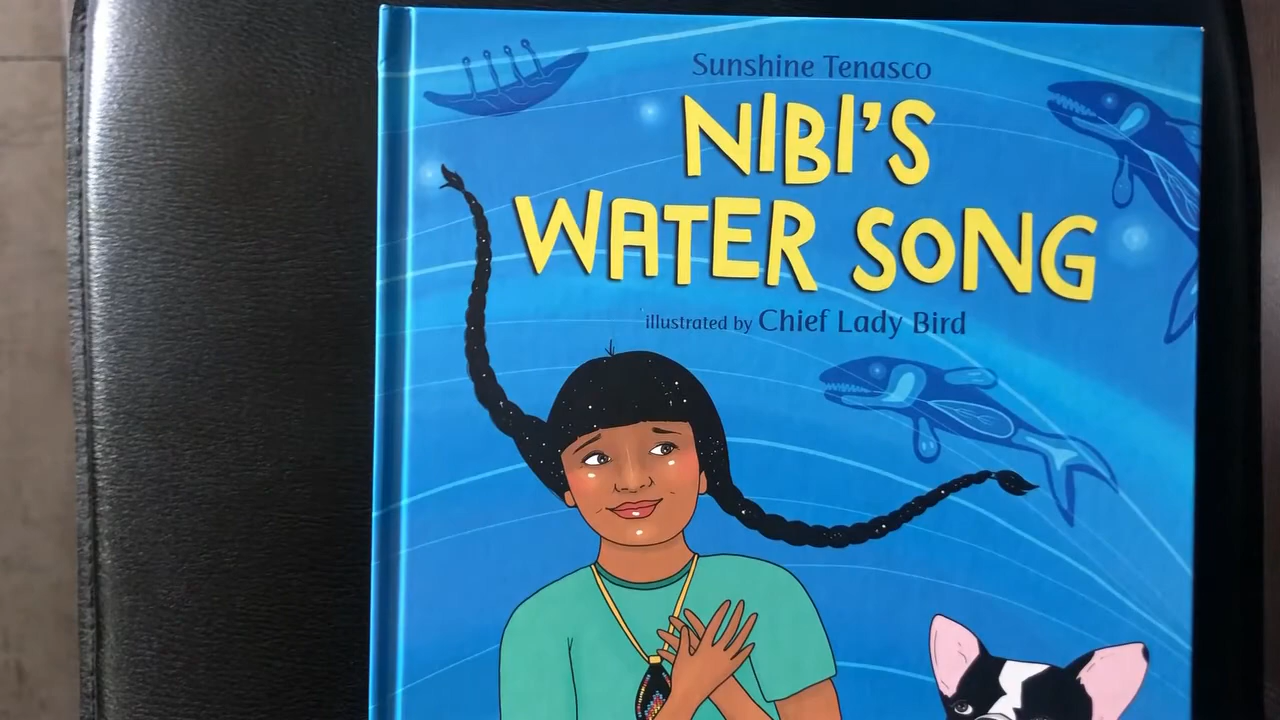 Sunshine Tenasco
NIBI'S
WATER SONG
illustrated by Chief Lady Bird